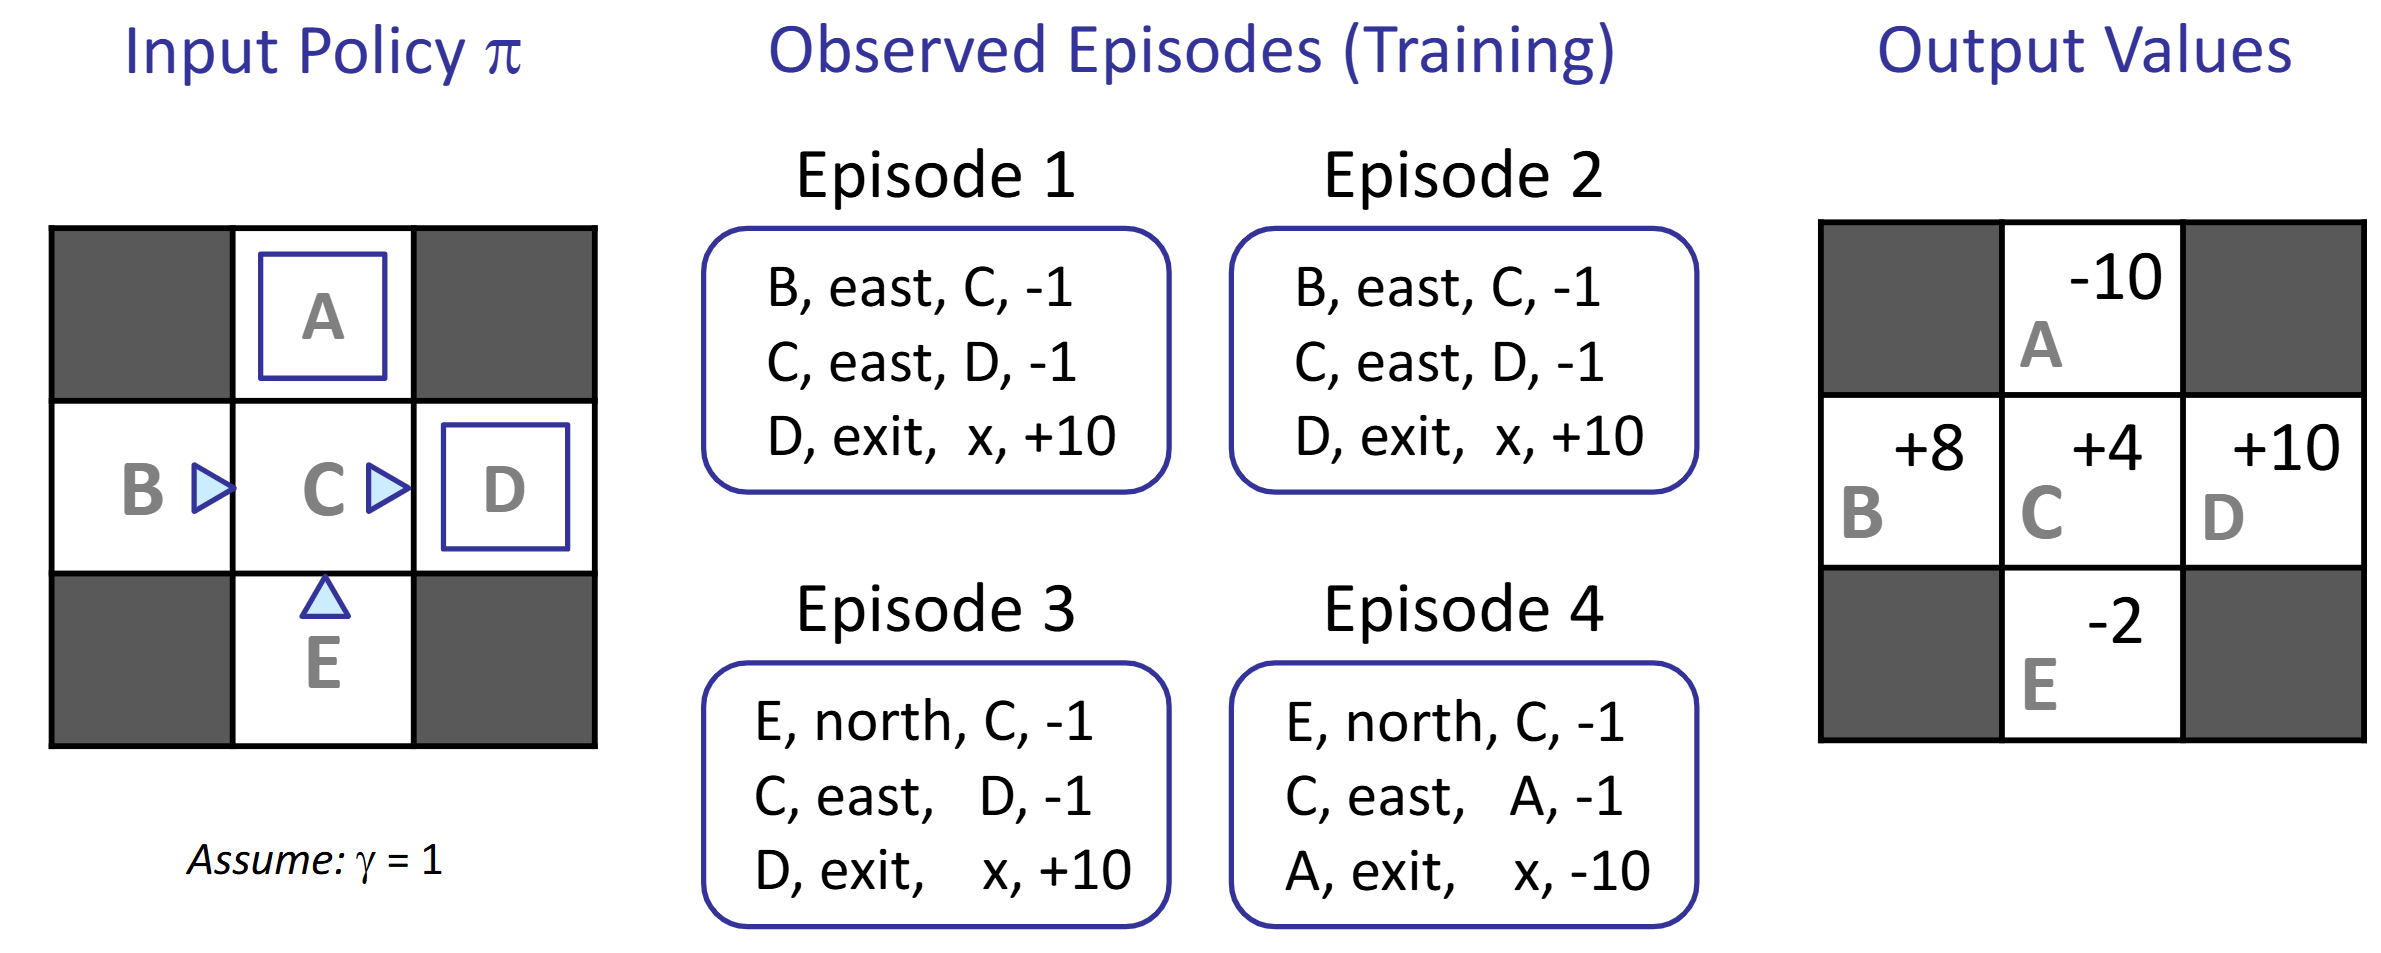 Input Policy π
Observed Episodes (Training)
Output Values
A
B
C
D
E
Assume: γ = 1
Episode 1
B, east, C, -1
C, east, D, -1
D, exit, x, +10
Episode 2
B, east, C, -1
C, east, D, -1
D, exit, x, +10
Episode 3
E, north, C, -1
C, east, D, -1
D, exit, x, +10
Episode 4
E, north, C, -1
C, east, A, -1
A, exit, x, -10
-10
A
+8
B
+4
C
+10
D
-2
E